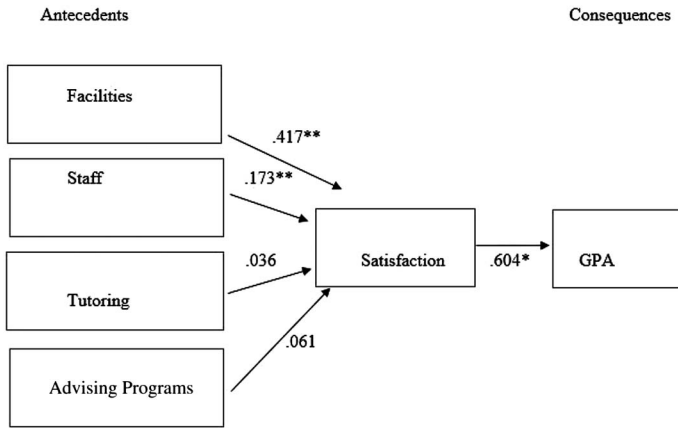 Antecedents
Consequences
Facilities
.417**
Staff
.173**
Satisfaction
.604*
GPA
.036
Tutoring
.061
Advising Programs